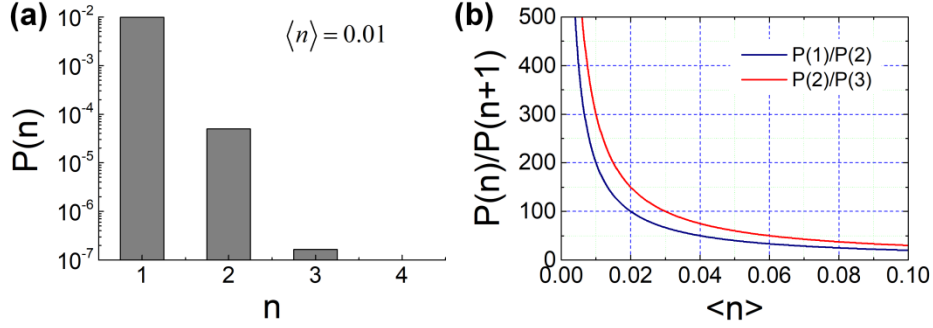 (a)
⟨n⟩ = 0.01
P(n)
10⁻²
10⁻³
10⁻⁴
10⁻⁵
10⁻⁶
10⁻⁷
1 2 3 4
n
(b)
P(n)/P(n+1)
500
400
300
200
100
0
P(1)/P(2)
P(2)/P(3)
0.00 0.02 0.04 0.06 0.08 0.10
<n>